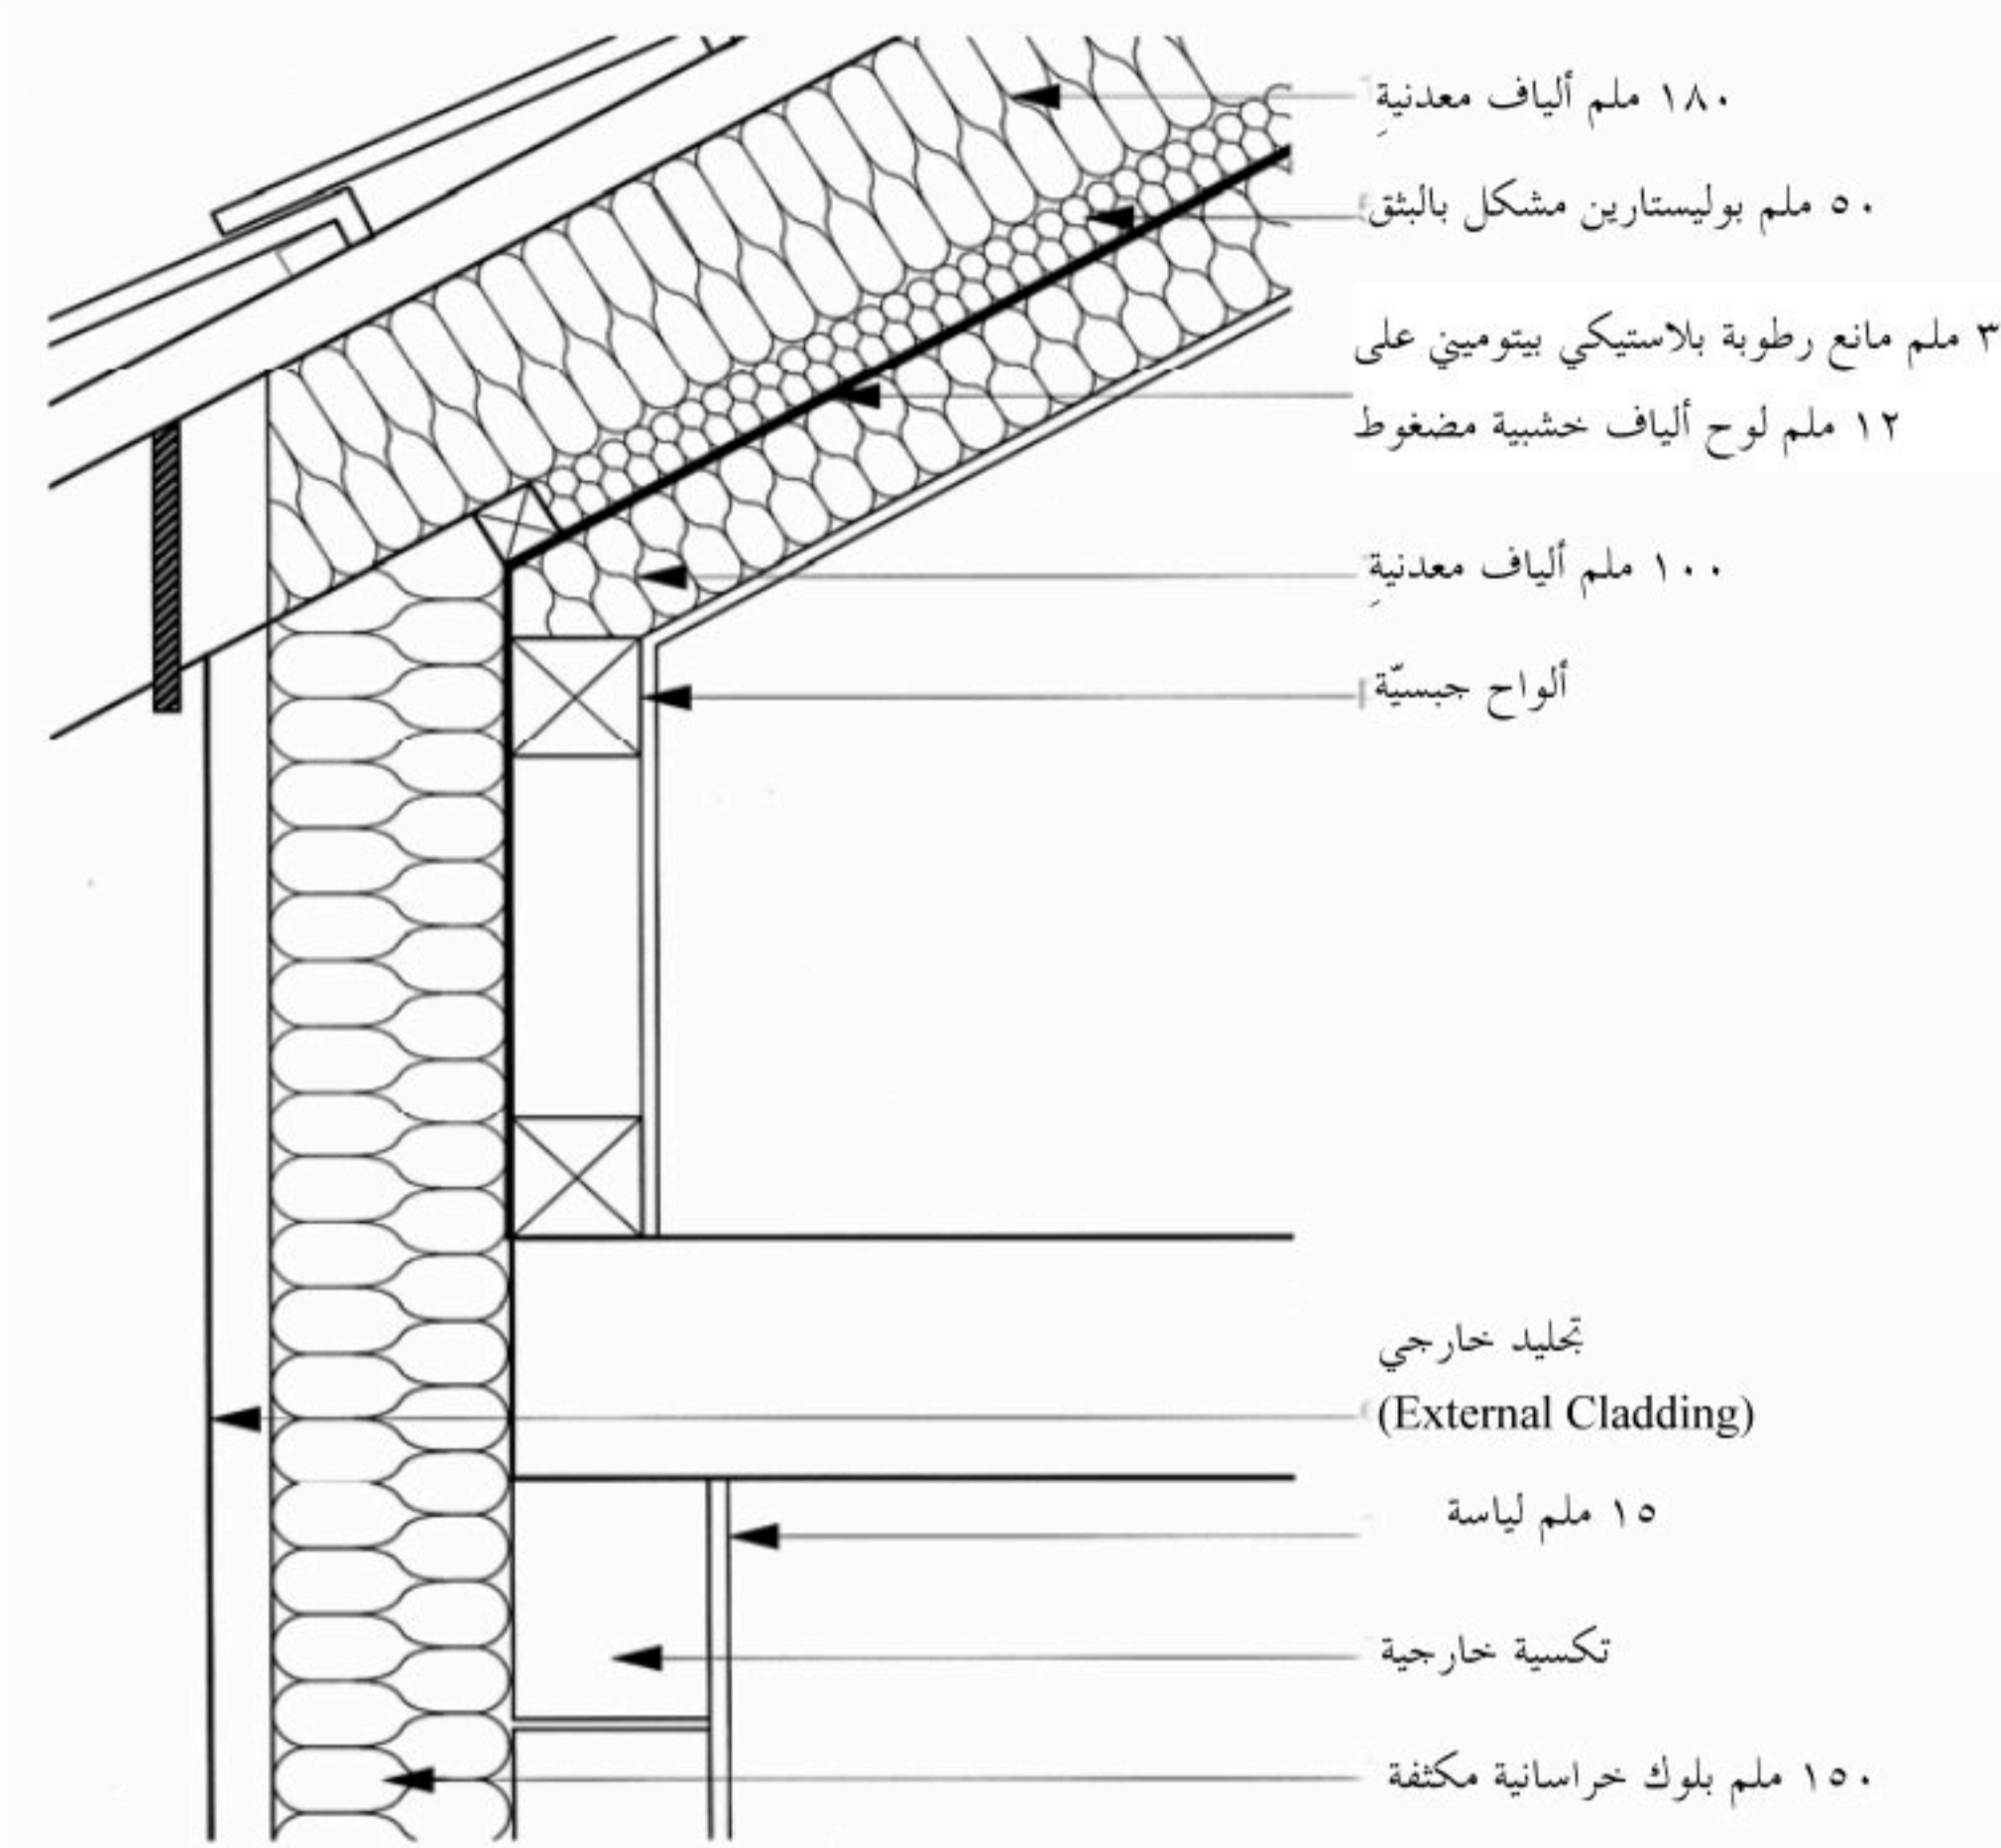 ١٨٠ ملم ألياف معدنيةِ
٥٠ ملم بوليستارين مشكل بالبثق
٣ ملم مانع رطوبة بلاستيكي بيتوميني على
١٢ ملم لوح ألياف خشبية مضغوط
١٠٠ ملم ألياف معدنيةِ
ألواح جبسيّة
تجليد خارجي
(External Cladding)
١٥ ملم لياسة
تكسية خارجية
١٥٠ ملم بلوك خراسانية مكثفة